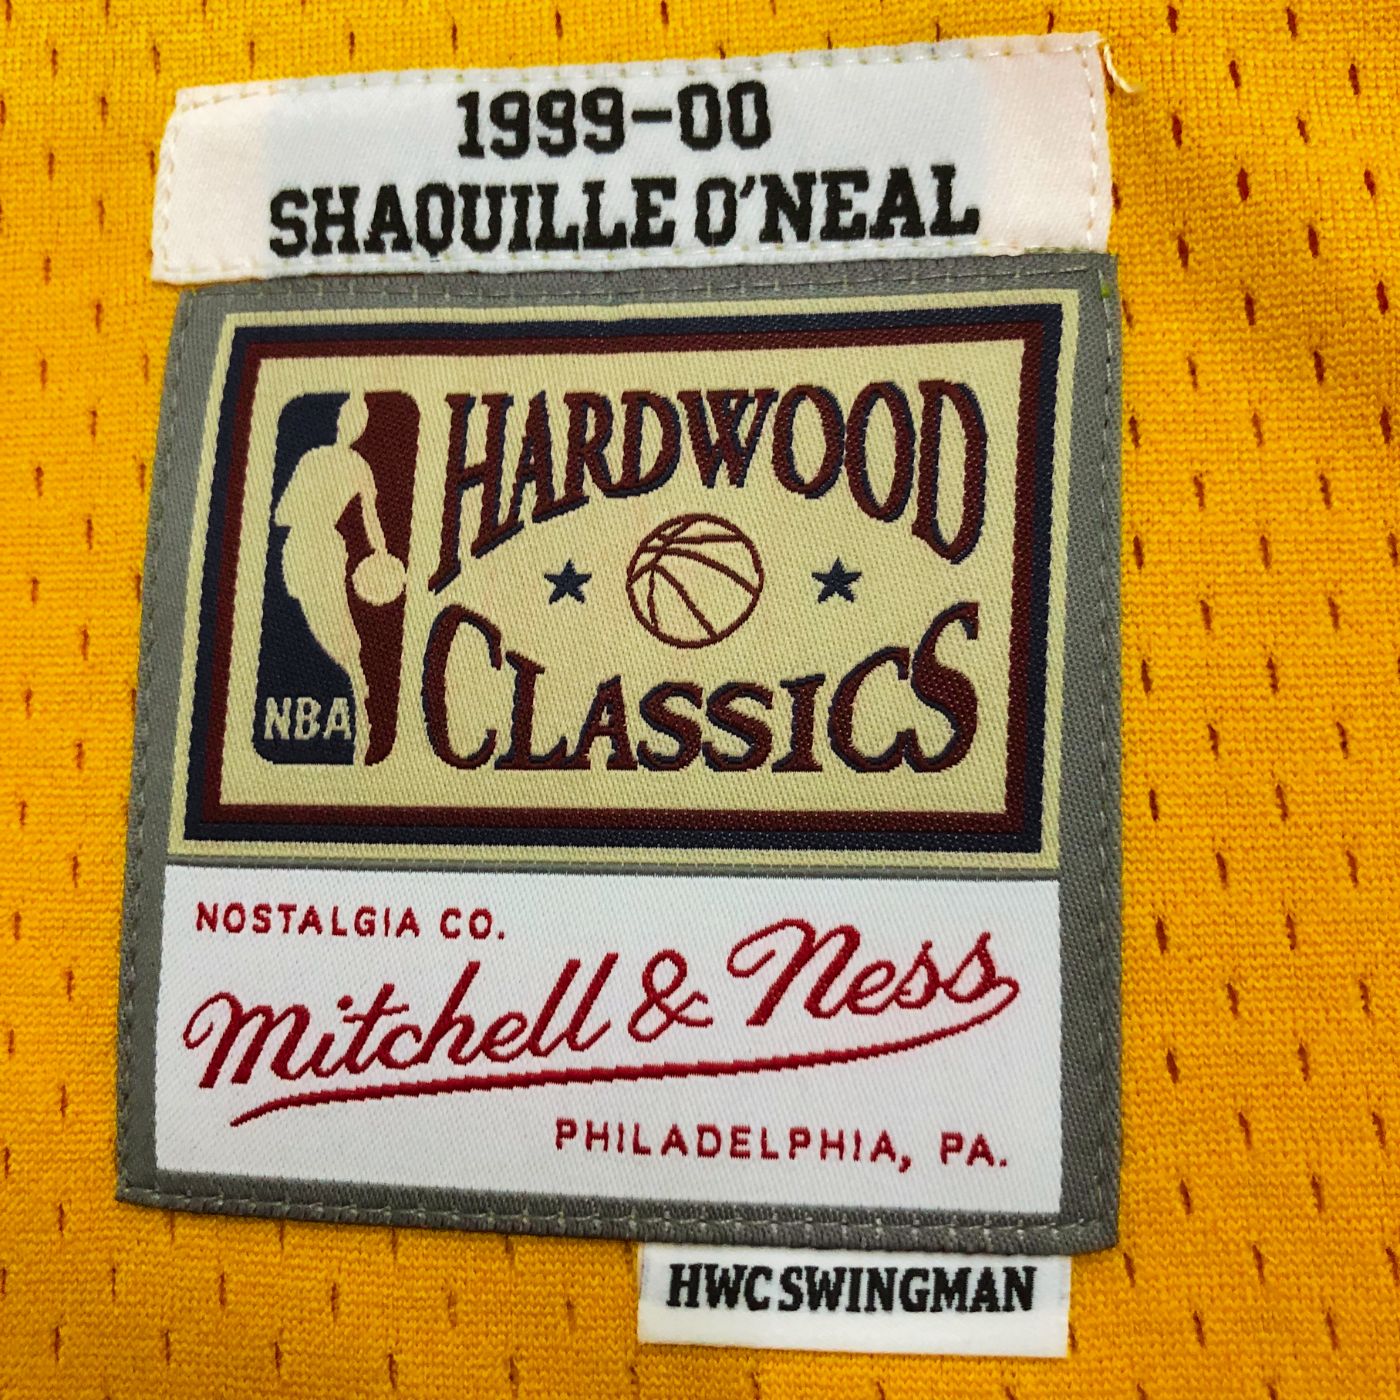 1999-00
SHAQUILLE O'NEAL
HARDWOOD
CLASSICS
NBA
NOSTALGIA CO.
Mitchell & Ness
PHILADELPHIA, PA.
HWC SWINGMAN